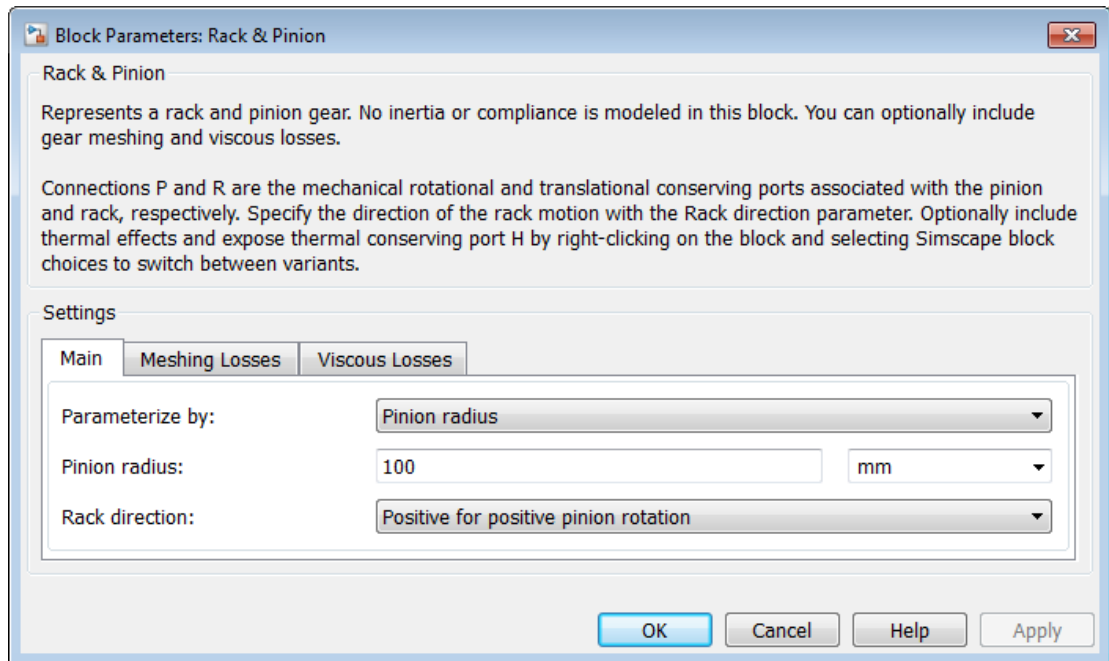 Block Parameters: Rack & Pinion
Rack & Pinion
Represents a rack and pinion gear. No inertia or compliance is modeled in this block. You can optionally include
gear meshing and viscous losses.
Connections P and R are the mechanical rotational and translational conserving ports associated with the pinion
and rack, respectively. Specify the direction of the rack motion with the Rack direction parameter. Optionally include
thermal effects and expose thermal conserving port H by right-clicking on the block and selecting Simscape block
choices to switch between variants.
Settings
Main Meshing Losses Viscous Losses
Parameterize by: Pinion radius
Pinion radius: 100 mm
Rack direction: Positive for positive pinion rotation
OK Cancel Help Apply